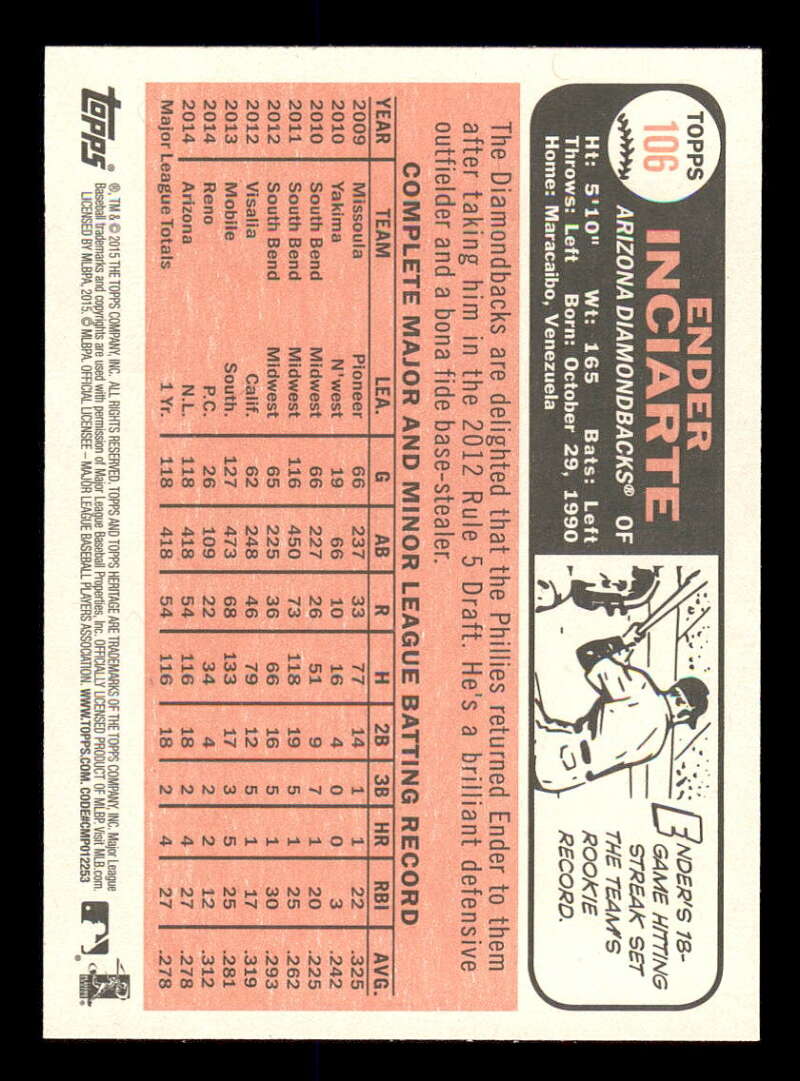 TOPPS
106
ENDER
INCIARTE
ARIZONA DIAMONDBACKS® OF
Ht: 5'10" Wt: 165 Bats: Left
Throws: Left Born: October 29, 1990
Home: Maracaibo, Venezuela
ENDER'S 18-
GAME HITTING
STREAK SET
THE TEAM'S
ROOKIE
RECORD.
The Diamondbacks are delighted that the Phillies returned Ender to them
after taking him in the 2012 Rule 5 Draft. He's a brilliant defensive
outfielder and a bona fide base-stealer.
COMPLETE MAJOR AND MINOR LEAGUE BATTING RECORD
YEAR TEAM LEA. G AB R H 2B 3B HR RBI AVG.
2009 Missoula Pioneer 66 237 33 77 14 1 1 22 .325
2010 Yakima N'west 19 66 10 16 4 0 0 3 .242
2010 South Bend Midwest 66 227 26 51 9 7 1 20 .225
2011 South Bend Midwest 116 450 73 118 19 5 1 25 .262
2012 South Bend Midwest 65 225 36 66 16 5 1 30 .293
2012 Visalia Calif. 62 248 46 79 12 5 1 17 .319
2013 Mobile South. 127 473 68 133 17 3 5 25 .281
2014 Reno P.C. 26 109 22 34 4 2 2 12 .312
2014 Arizona N.L. 118 418 54 116 18 2 4 27 .278
Major League Totals 1 Yr. 118 418 54 116 18 2 4 27 .278
topps®
®, TM & © 2015 THE TOPPS COMPANY, INC. ALL RIGHTS RESERVED. TOPPS AND TOPPS HERITAGE ARE TRADEMARKS OF THE TOPPS COMPANY, INC. Major League
Baseball trademarks and copyrights are used with permission of Major League Baseball Properties, Inc. OFFICIALLY LICENSED PRODUCT OF MLBP. Visit MLB.com.
LICENSED BY MLBPA, 2015. © MLBPA. OFFICIAL LICENSEE – MAJOR LEAGUE BASEBALL PLAYERS ASSOCIATION. WWW.TOPPS.COM. CODE#CMP012253